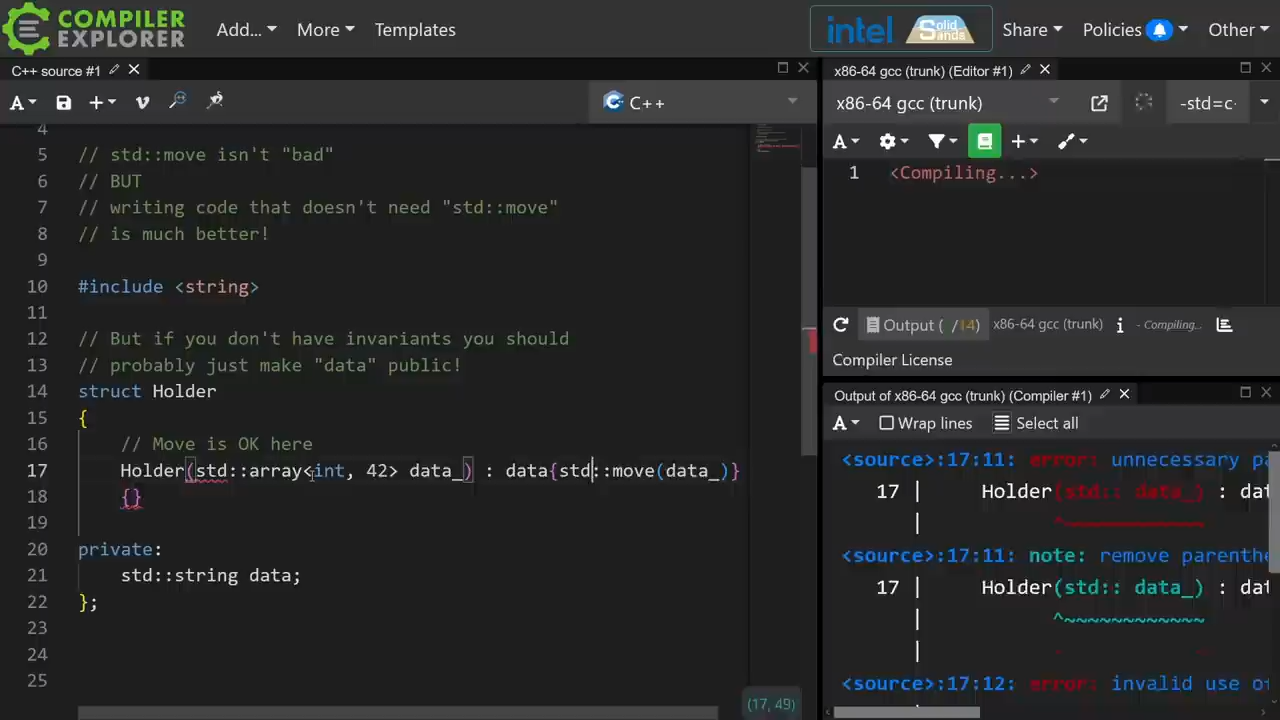 COMPILER EXPLORER
Add... More Templates
intel Solid Sands Share Policies Other
C++ source #1
A + v C++
4
5 // std::move isn't "bad"
6 // BUT
7 // writing code that doesn't need "std::move"
8 // is much better!
9
10 #include <string>
11
12 // But if you don't have invariants you should
13 // probably just make "data" public!
14 struct Holder
15 {
16 // Move is OK here
17 Holder(std::array<int, 42> data_) : data{std::move(data_)}
18 {}
19
20 private:
21 std::string data;
22 };
23
24
25
(17, 49)
x86-64 gcc (trunk) (Editor #1)
x86-64 gcc (trunk) -std=c
A +
1 <Compiling...>
Output ( /14) x86-64 gcc (trunk) i - Compiling...
Compiler License
Output of x86-64 gcc (trunk) (Compiler #1)
A Wrap lines Select all
<source>:17:11: error: unnecessary pa
17 | Holder(std:: data_) : dat
| ^~~~~~~~~~~~~
<source>:17:11: note: remove parenthe
17 | Holder(std:: data_) : dat
| ^~~~~~~~~~~~~
| - -
<source>:17:12: error: invalid use of